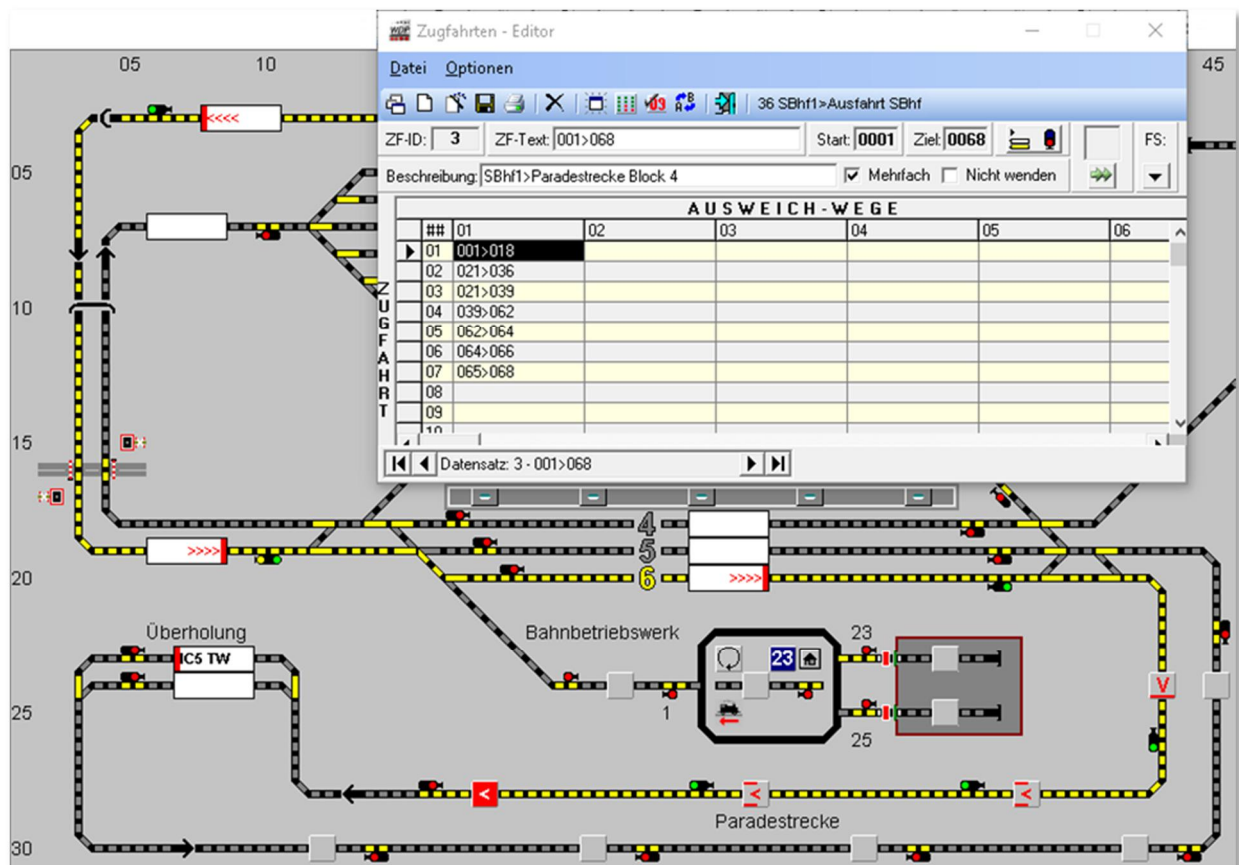 Zugfahrten - Editor
Datei Optionen
36 SBhf1>Ausfahrt SBhf
ZF-ID: 3 ZF-Text: 001>068 Start: 0001 Ziel: 0068 FS:
Beschreibung: SBhf1>Paradestrecke Block 4 Mehrfach Nicht wenden
AUSWEICH-WEGE
## 01 02 03 04 05 06
01 001>018
02 021>036
03 021>039
04 039>062
05 062>064
06 064>066
07 065>068
08
09
10
ZUGFAHRT
Datensatz: 3 - 001>068
05 10 45
<<<<
05
10
15
4
>>>> 5
20 6 >>>>
Überholung Bahnbetriebswerk 23
IC5 TW 23
V
25 1 25
< < <
Paradestrecke
30